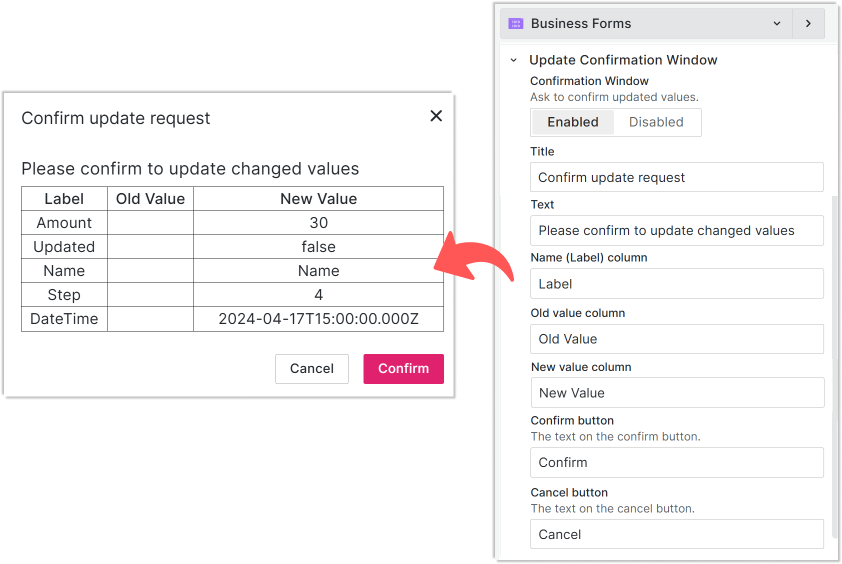 Confirm update request
Please confirm to update changed values
Label Old Value New Value
Amount 30
Updated false
Name Name
Step 4
DateTime 2024-04-17T15:00:00.000Z
Cancel Confirm
Business Forms
Update Confirmation Window
Confirmation Window
Ask to confirm updated values.
Enabled Disabled
Title
Confirm update request
Text
Please confirm to update changed values
Name (Label) column
Label
Old value column
Old Value
New value column
New Value
Confirm button
The text on the confirm button.
Confirm
Cancel button
The text on the cancel button.
Cancel